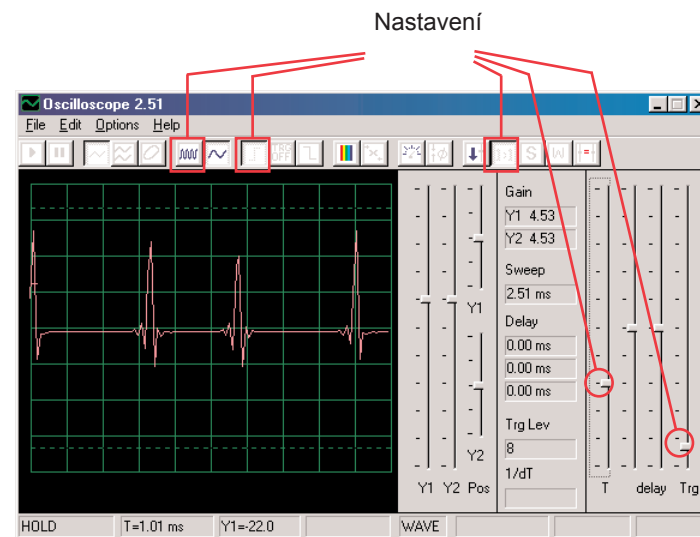 Nastavení
Oscilloscope 2.51
File Edit Options Help
TRG OFF
S W
Gain
Y1 4.53
Y2 4.53
Sweep
2.51 ms
Delay
0.00 ms
0.00 ms
0.00 ms
Trg Lev
8
1/dT
Y1
Y2
Y1 Y2 Pos
T delay Trg
HOLD T=1.01 ms Y1=-22.0 WAVE